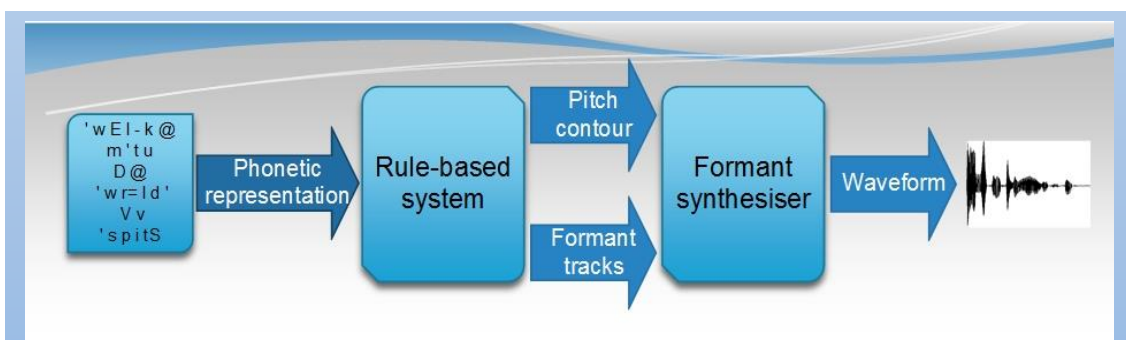 'wEl-k@
m'tu
D@
'wr=ld'
Vv
'spitS
Phonetic
representation
Rule-based
system
Pitch
contour
Formant
tracks
Formant
synthesiser
Waveform